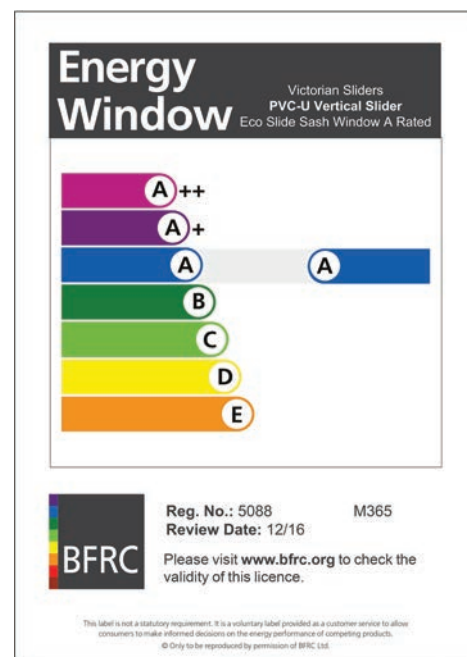 Energy
Window
Victorian Sliders
PVC-U Vertical Slider
Eco Slide Sash Window A Rated
A++
A+
A A
B
C
D
E
BFRC
Reg. No.: 5088 M365
Review Date: 12/16
Please visit www.bfrc.org to check the
validity of this licence.
This label is not a statutory requirement. It is a voluntary label provided as a customer service to allow
consumers to make informed decisions on the energy performance of competing products.
© Only to be reproduced by permission of BFRC Ltd.